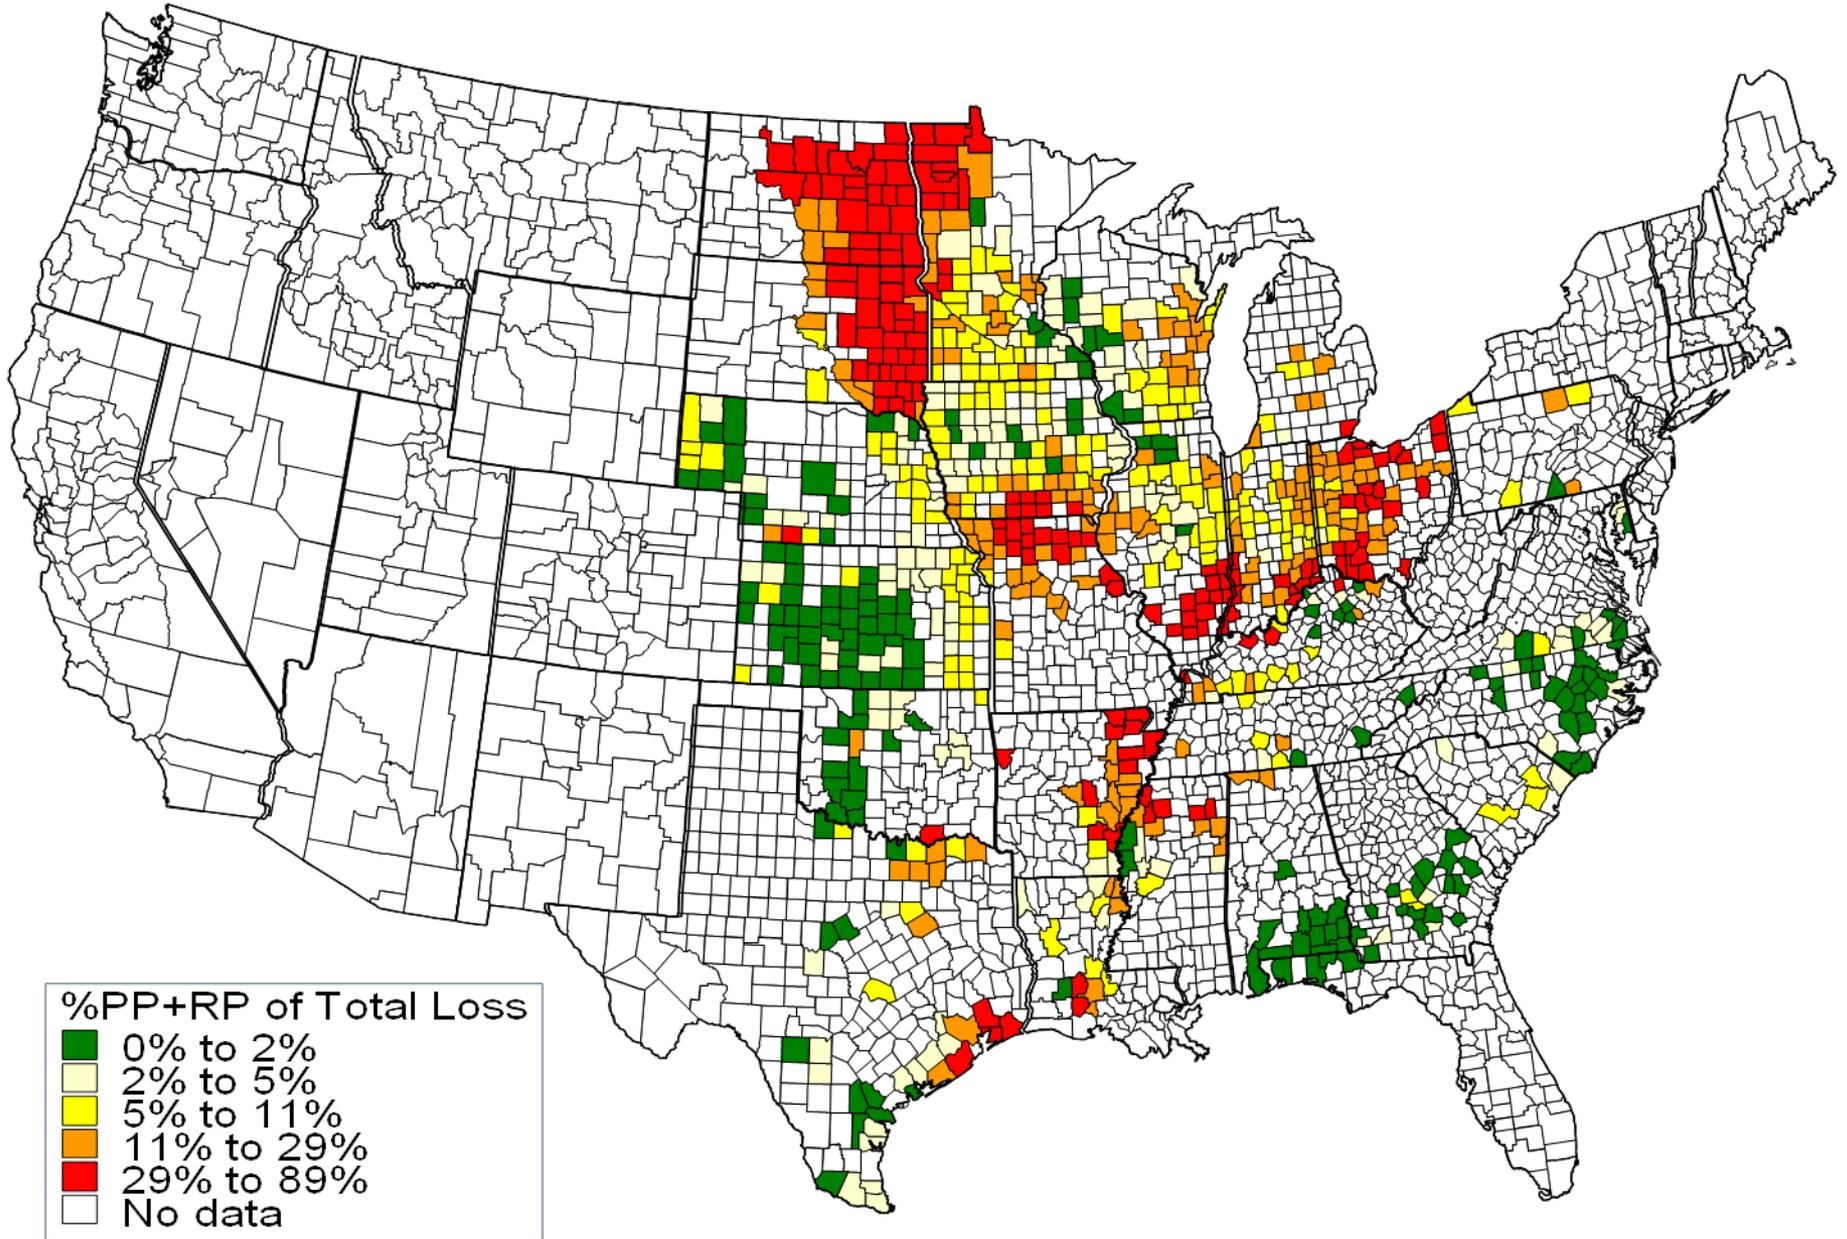 %PP+RP of Total Loss
0% to 2%
2% to 5%
5% to 11%
11% to 29%
29% to 89%
No data